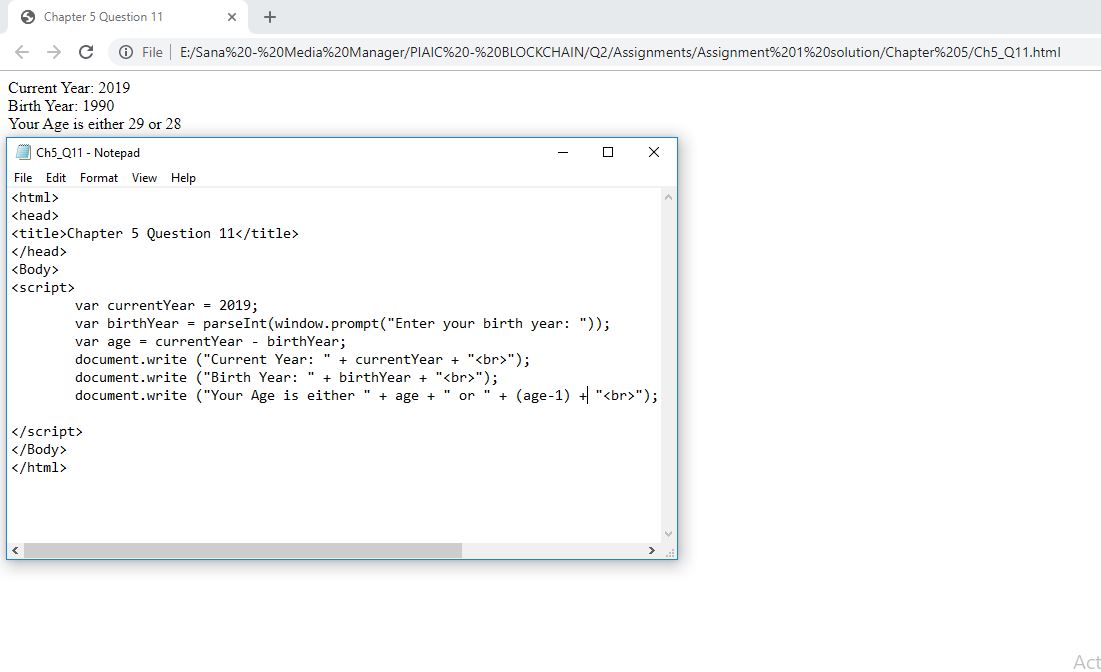 Chapter 5 Question 11
File E:/Sana%20-%20Media%20Manager/PIAIC%20-%20BLOCKCHAIN/Q2/Assignments/Assignment%201%20solution/Chapter%205/Ch5_Q11.html
Current Year: 2019
Birth Year: 1990
Your Age is either 29 or 28
Ch5_Q11 - Notepad
File Edit Format View Help
<html>
<head>
<title>Chapter 5 Question 11</title>
</head>
<Body>
<script>
        var currentYear = 2019;
        var birthYear = parseInt(window.prompt("Enter your birth year: "));
        var age = currentYear - birthYear;
        document.write ("Current Year: " + currentYear + "<br>");
        document.write ("Birth Year: " + birthYear + "<br>");
        document.write ("Your Age is either " + age + " or " + (age-1) + "<br>");
</script>
</Body>
</html>
Act